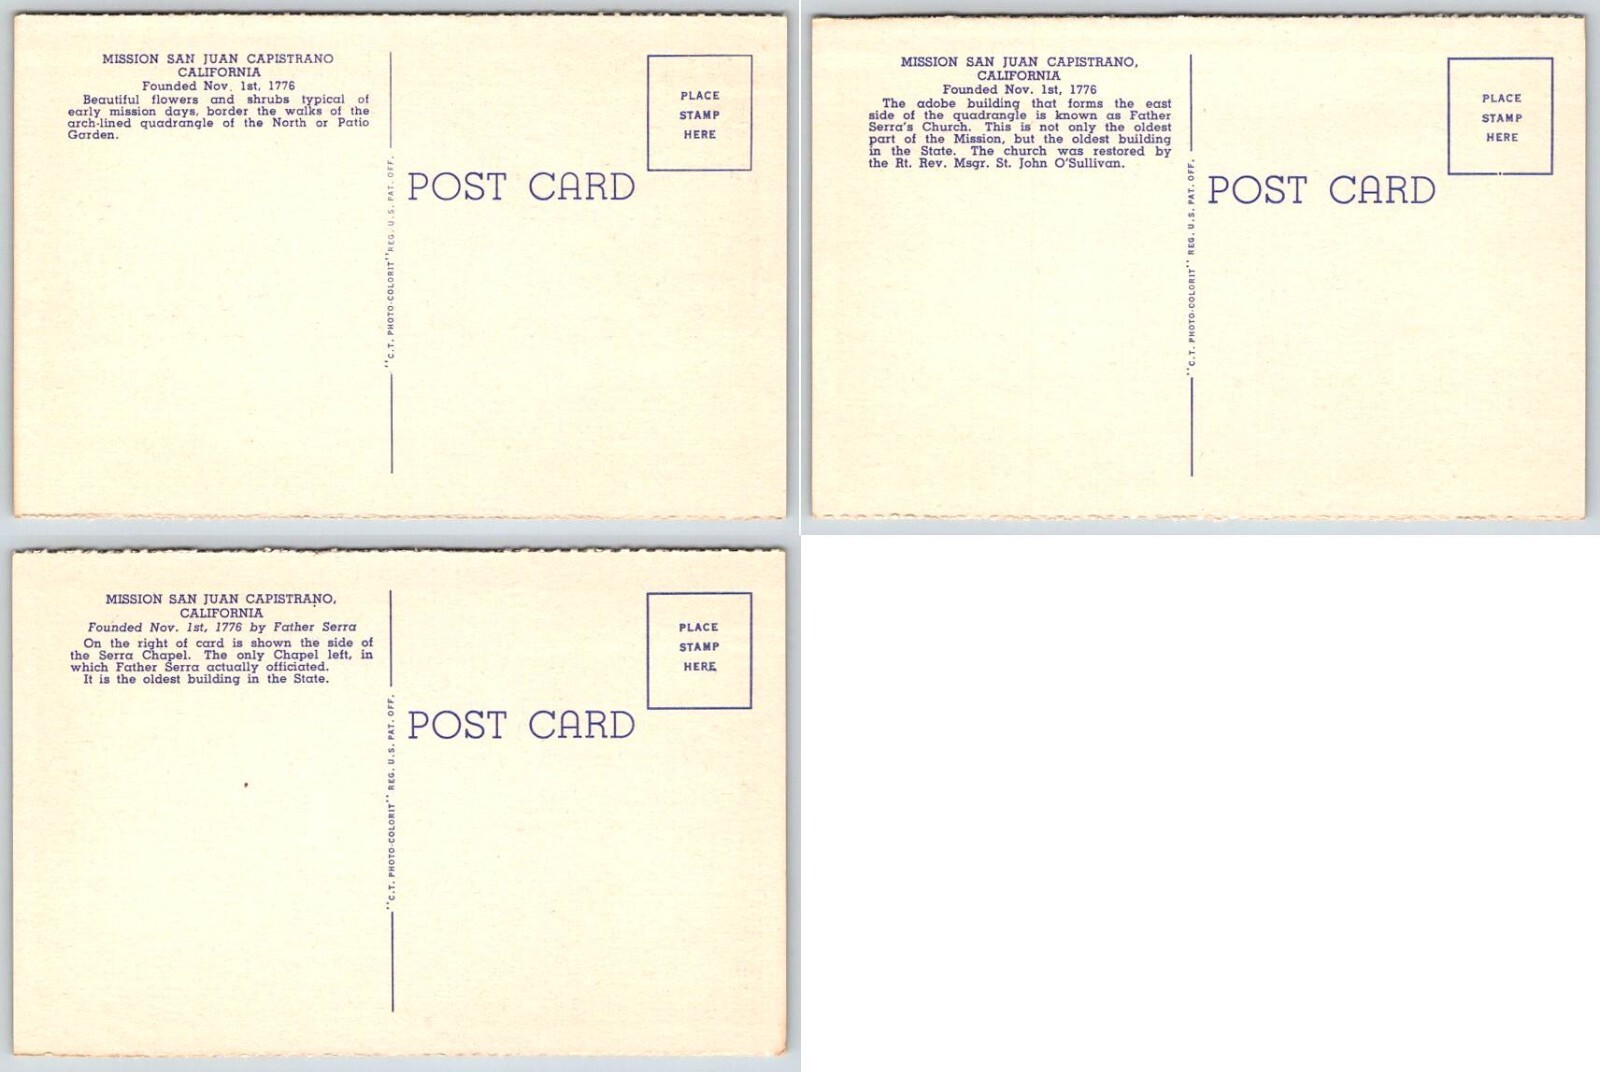 MISSION SAN JUAN CAPISTRANO
CALIFORNIA
Founded Nov. 1st, 1776
Beautiful flowers and shrubs typical of
early mission days, border the walks of the
arch-lined quadrangle of the North or Patio
Garden.
"C.T. PHOTO-COLORIT" REG. U.S. PAT. OFF.
POST CARD
PLACE
STAMP
HERE
MISSION SAN JUAN CAPISTRANO,
CALIFORNIA
Founded Nov. 1st, 1776
The adobe building that forms the east
side of the quadrangle is known as Father
Serra's Church. This is not only the oldest
part of the Mission, but the oldest building
in the State. The church was restored by
the Rt. Rev. Msgr. St. John O'Sullivan.
"C.T. PHOTO-COLORIT" REG. U.S. PAT. OFF.
POST CARD
PLACE
STAMP
HERE
MISSION SAN JUAN CAPISTRANO,
CALIFORNIA
Founded Nov. 1st, 1776 by Father Serra
On the right of card is shown the side of
the Serra Chapel. The only Chapel left, in
which Father Serra actually officiated.
It is the oldest building in the State.
"C.T. PHOTO-COLORIT" REG. U.S. PAT. OFF.
POST CARD
PLACE
STAMP
HERE